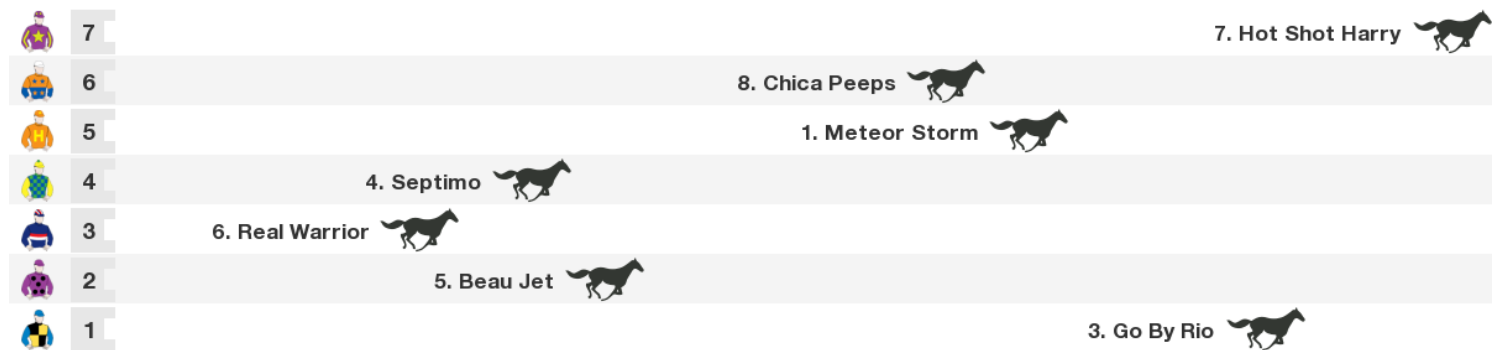 7 7. Hot Shot Harry
6 8. Chica Peeps
5 1. Meteor Storm
H
4 4. Septimo
3 6. Real Warrior
2 5. Beau Jet
1 3. Go By Rio